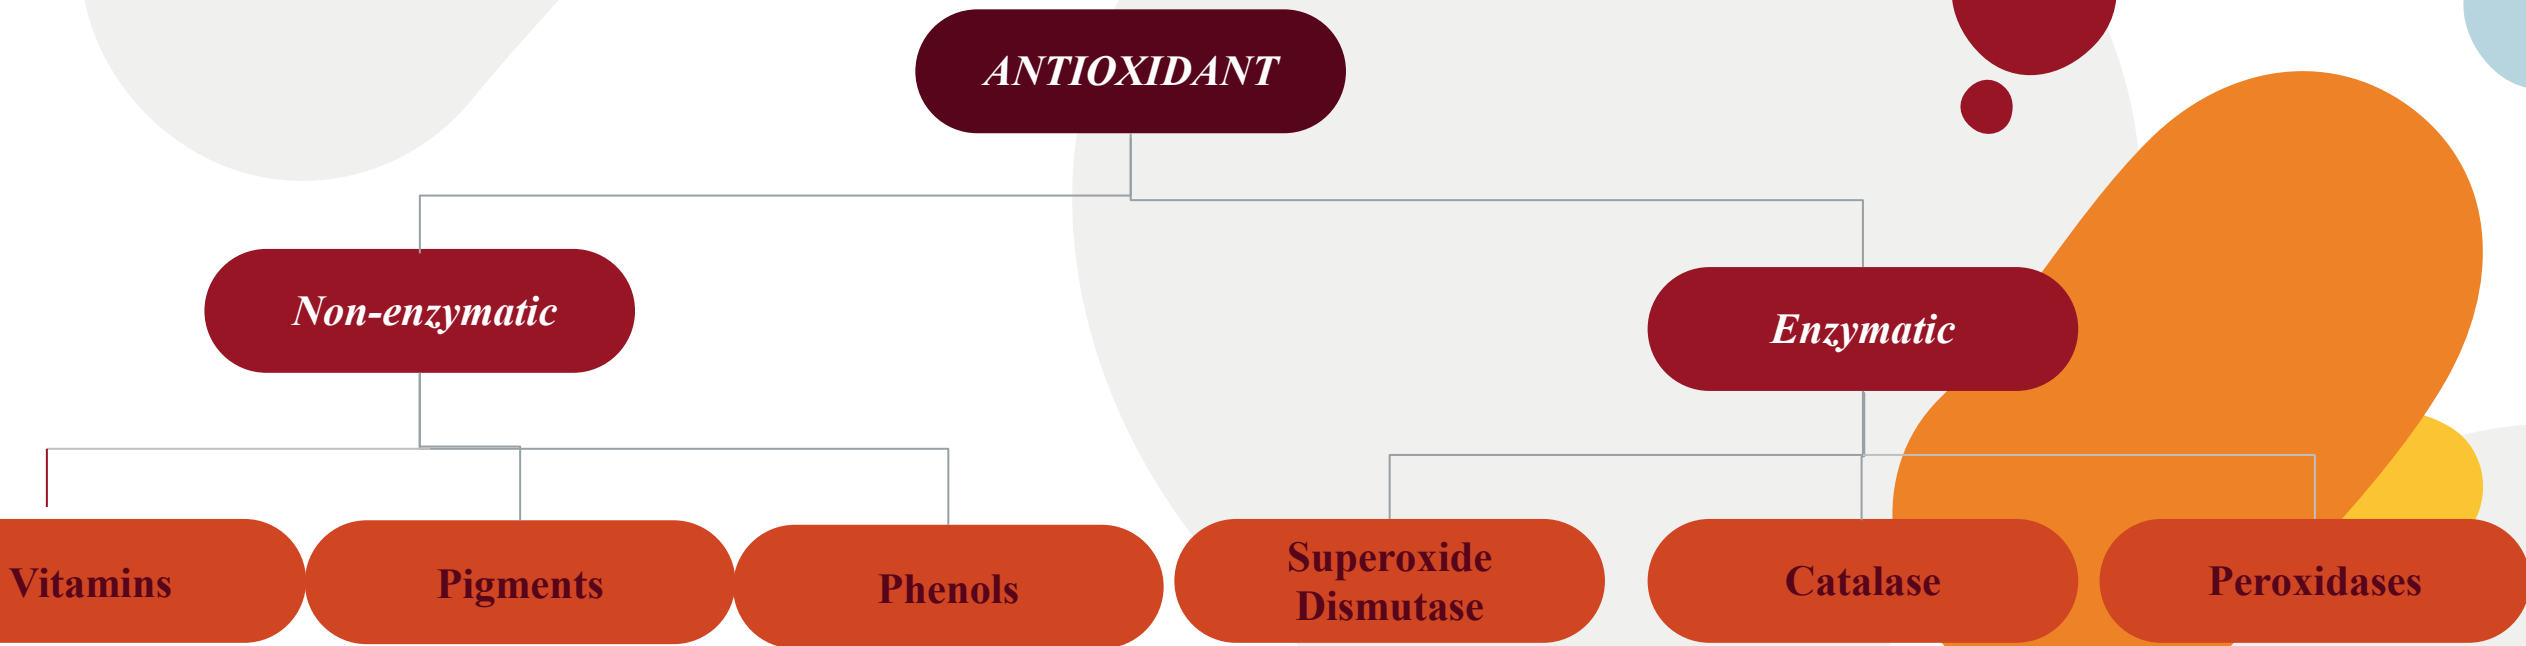 ANTIOXIDANT
Non-enzymatic
Enzymatic
Vitamins
Pigments
Phenols
Superoxide
Dismutase
Catalase
Peroxidases